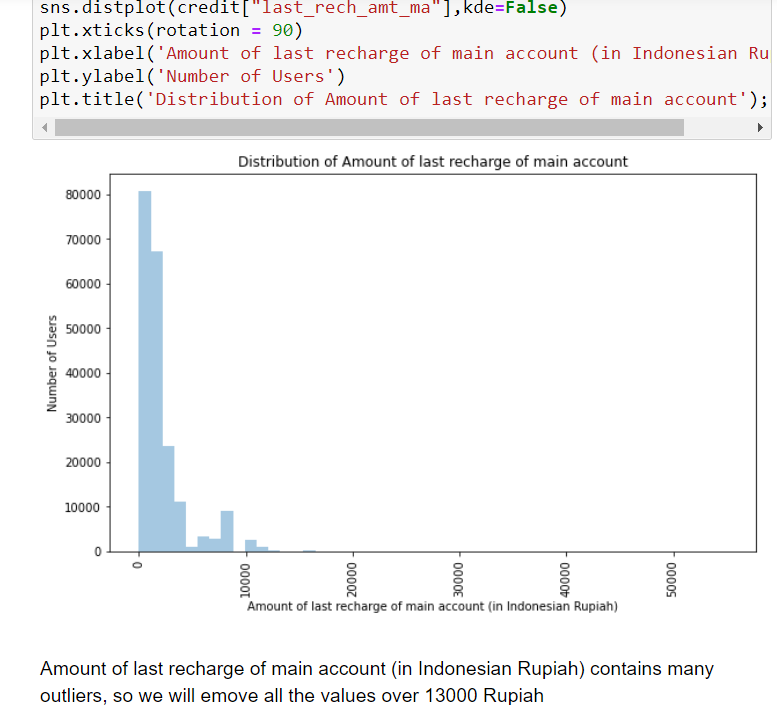 sns.distplot(credit["last_rech_amt_ma"],kde=False)
plt.xticks(rotation = 90)
plt.xlabel('Amount of last recharge of main account (in Indonesian Ru
plt.ylabel('Number of Users')
plt.title('Distribution of Amount of last recharge of main account');
Distribution of Amount of last recharge of main account
80000
70000
60000
50000
40000
30000
20000
10000
0
Number of Users
0
10000
20000
30000
40000
50000
Amount of last recharge of main account (in Indonesian Rupiah)
Amount of last recharge of main account (in Indonesian Rupiah) contains many
outliers, so we will emove all the values over 13000 Rupiah